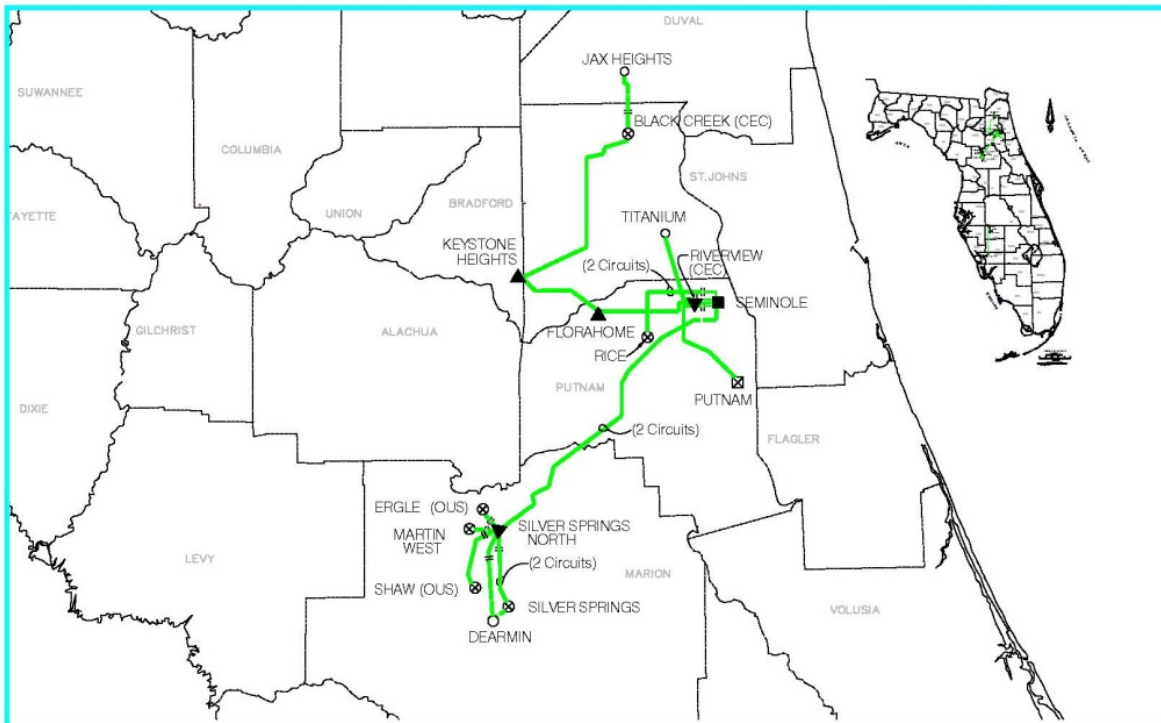 DUVAL
JAX HEIGHTS
SUWANNEE
BLACK CREEK (CEC)
COLUMBIA
ST.JOHNS
UNION
BRADFORD
AYETTE
TITANIUM
KEYSTONE
HEIGHTS
(2 Circuits)
RIVERVIEW
(CEC)
SEMINOLE
GILCHRIST
ALACHUA
FLORAHOME
RICE
PUTNAM
PUTNAM
DIXIE
(2 Circuits)
FLAGLER
ERGLE (OUS)
MARTIN
WEST
SILVER SPRINGS
NORTH
LEVY
(2 Circuits)
MARION
SHAW (OUS)
SILVER SPRINGS
VOLUSIA
DEARMIN